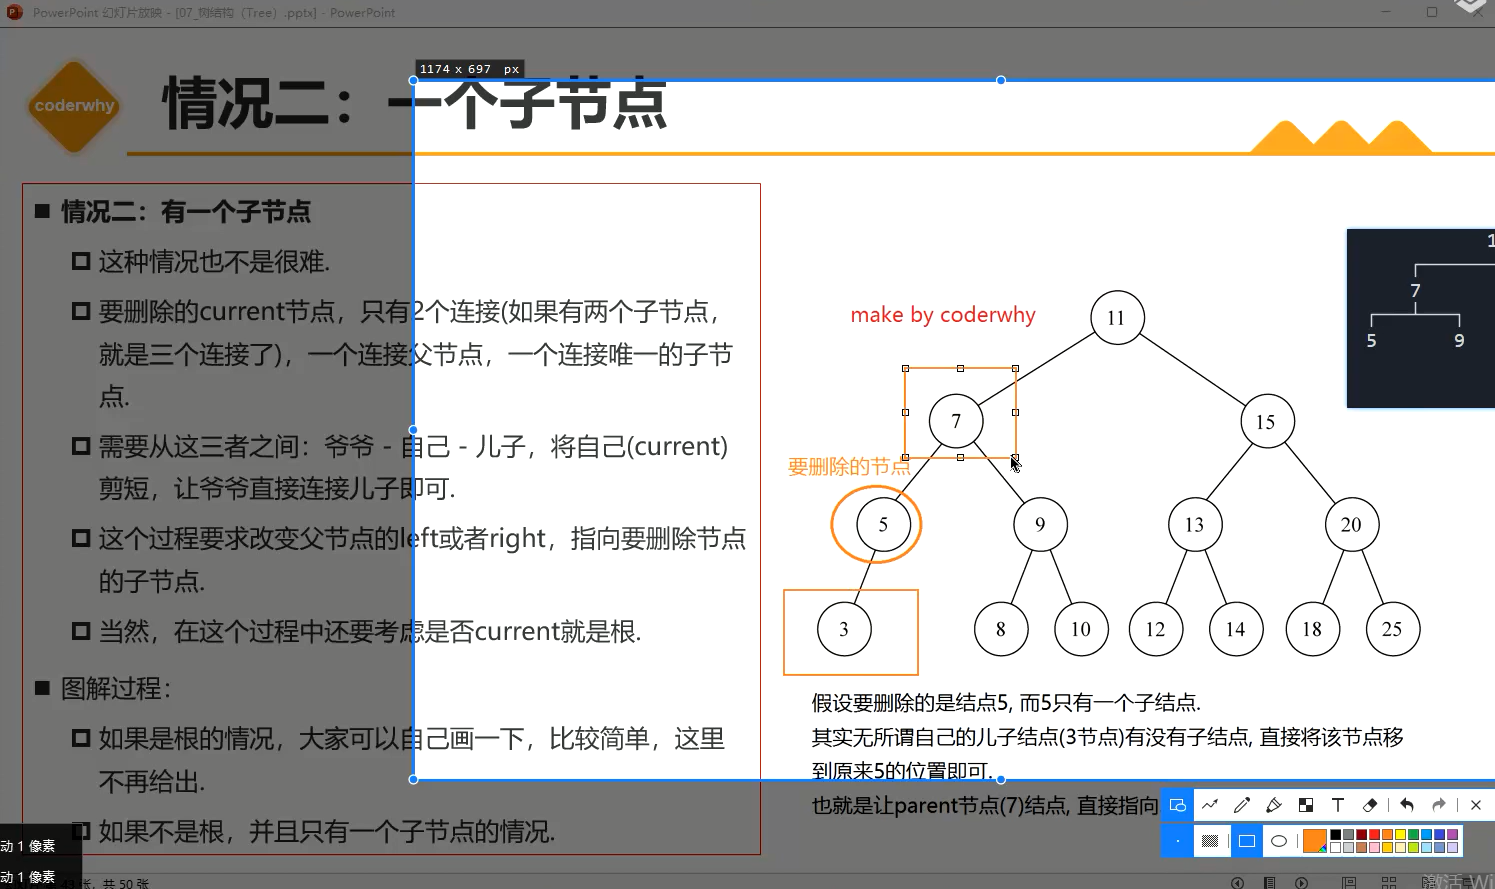 PowerPoint 幻灯片放映 - [07_树结构（Tree）.pptx] - PowerPoint
1174 x 697 px
coderwhy
情况二：一个子节点
情况二：有一个子节点
这种情况也不是很难.
要删除的current节点，只有2个连接(如果有两个子节点，
就是三个连接了)，一个连接父节点，一个连接唯一的子节
点.
需要从这三者之间：爷爷 - 自己 - 儿子，将自己(current)
剪短，让爷爷直接连接儿子即可.
这个过程要求改变父节点的left或者right，指向要删除节点
的子节点.
当然，在这个过程中还要考虑是否current就是根.
图解过程：
如果是根的情况，大家可以自己画一下，比较简单，这里
不再给出.
如果不是根，并且只有一个子节点的情况.
make by coderwhy
11
7
15
要删除的节点
5
9
13
20
3
8
10
12
14
18
25
1
7
5
9
假设要删除的是结点5, 而5只有一个子结点.
其实无所谓自己的儿子结点(3节点)有没有子结点, 直接将该节点移
到原来5的位置即可.
也就是让parent节点(7)结点, 直接指向
动 1 像素
动 1 像素
张，共 50 张
激活 Wi